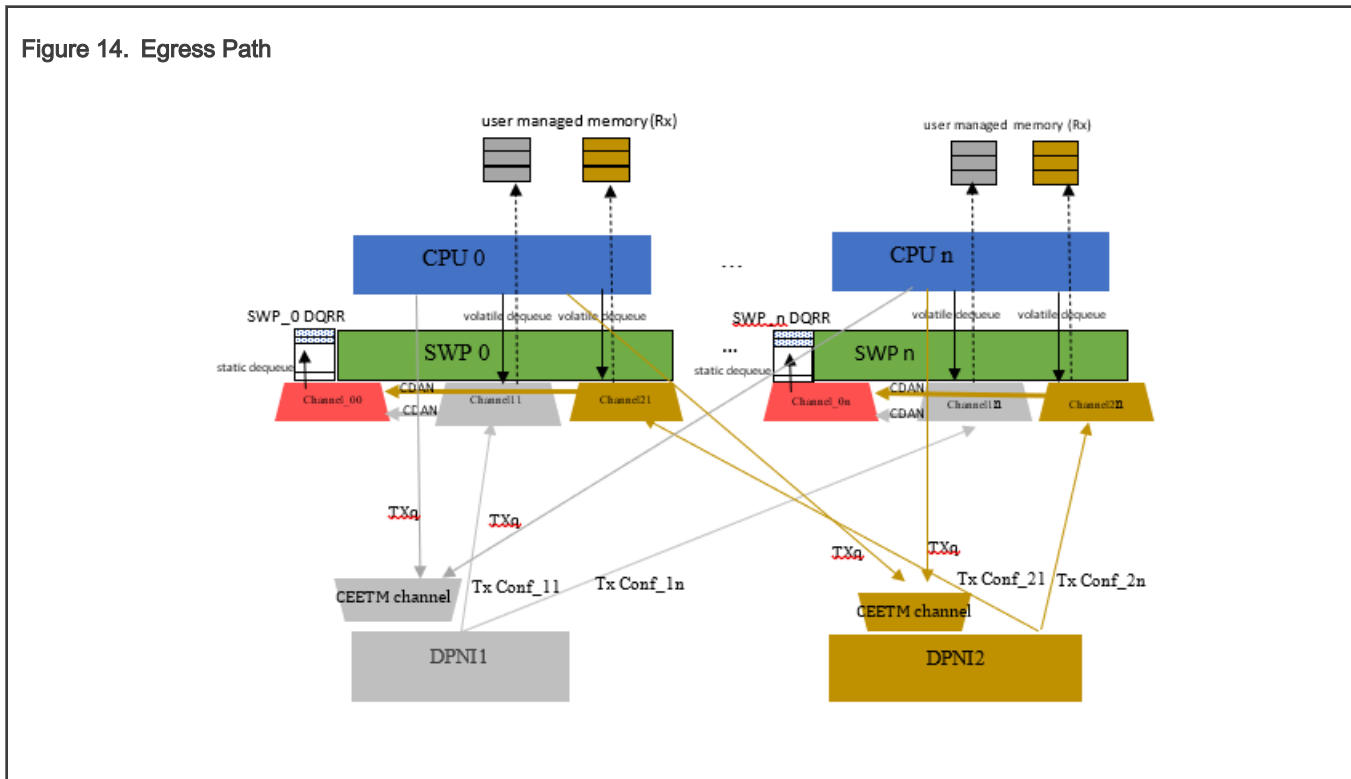 Figure 14. Egress Path
user managed memory (Rx)
user managed memory (Rx)
CPU 0
...
CPU n
SWP_0 DQRR
volatile dequeue
volatile dequeue
SWP_n DQRR
volatile dequeue
volatile dequeue
SWP 0
...
SWP n
static dequeue
static dequeue
Channel_00
CDAN
CDAN
Channel11
Channel21
Channel_0n
CDAN
CDAN
Channel1n
Channel2n
TXq
TXq
TXq
TXq
Tx Conf_11
Tx Conf_1n
Tx Conf_21
Tx Conf_2n
CEETM channel
CEETM channel
DPNI1
DPNI2